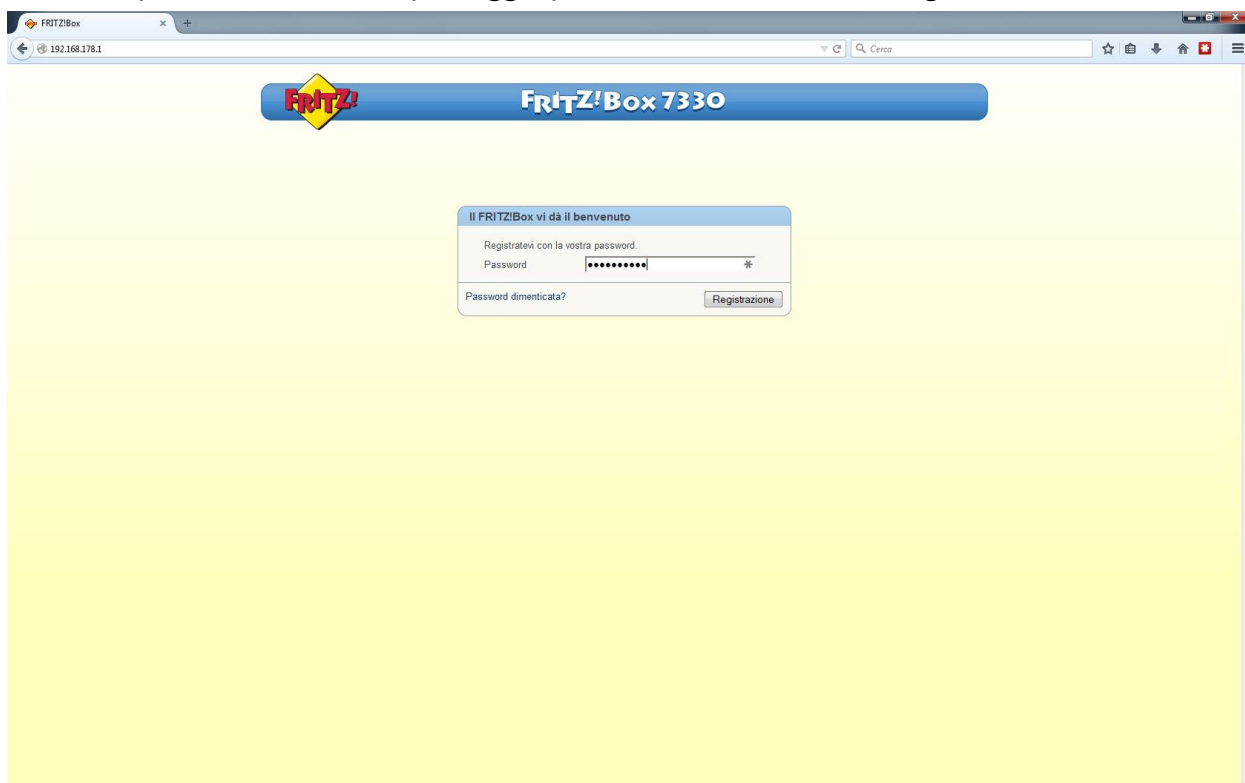 FRITZ!Box
192.168.178.1
Cerca
FRITZ!
FRITZ!Box 7330
Il FRITZ!Box vi dà il benvenuto
Registratevi con la vostra password.
Password ••••••••••
Password dimenticata? Registrazione